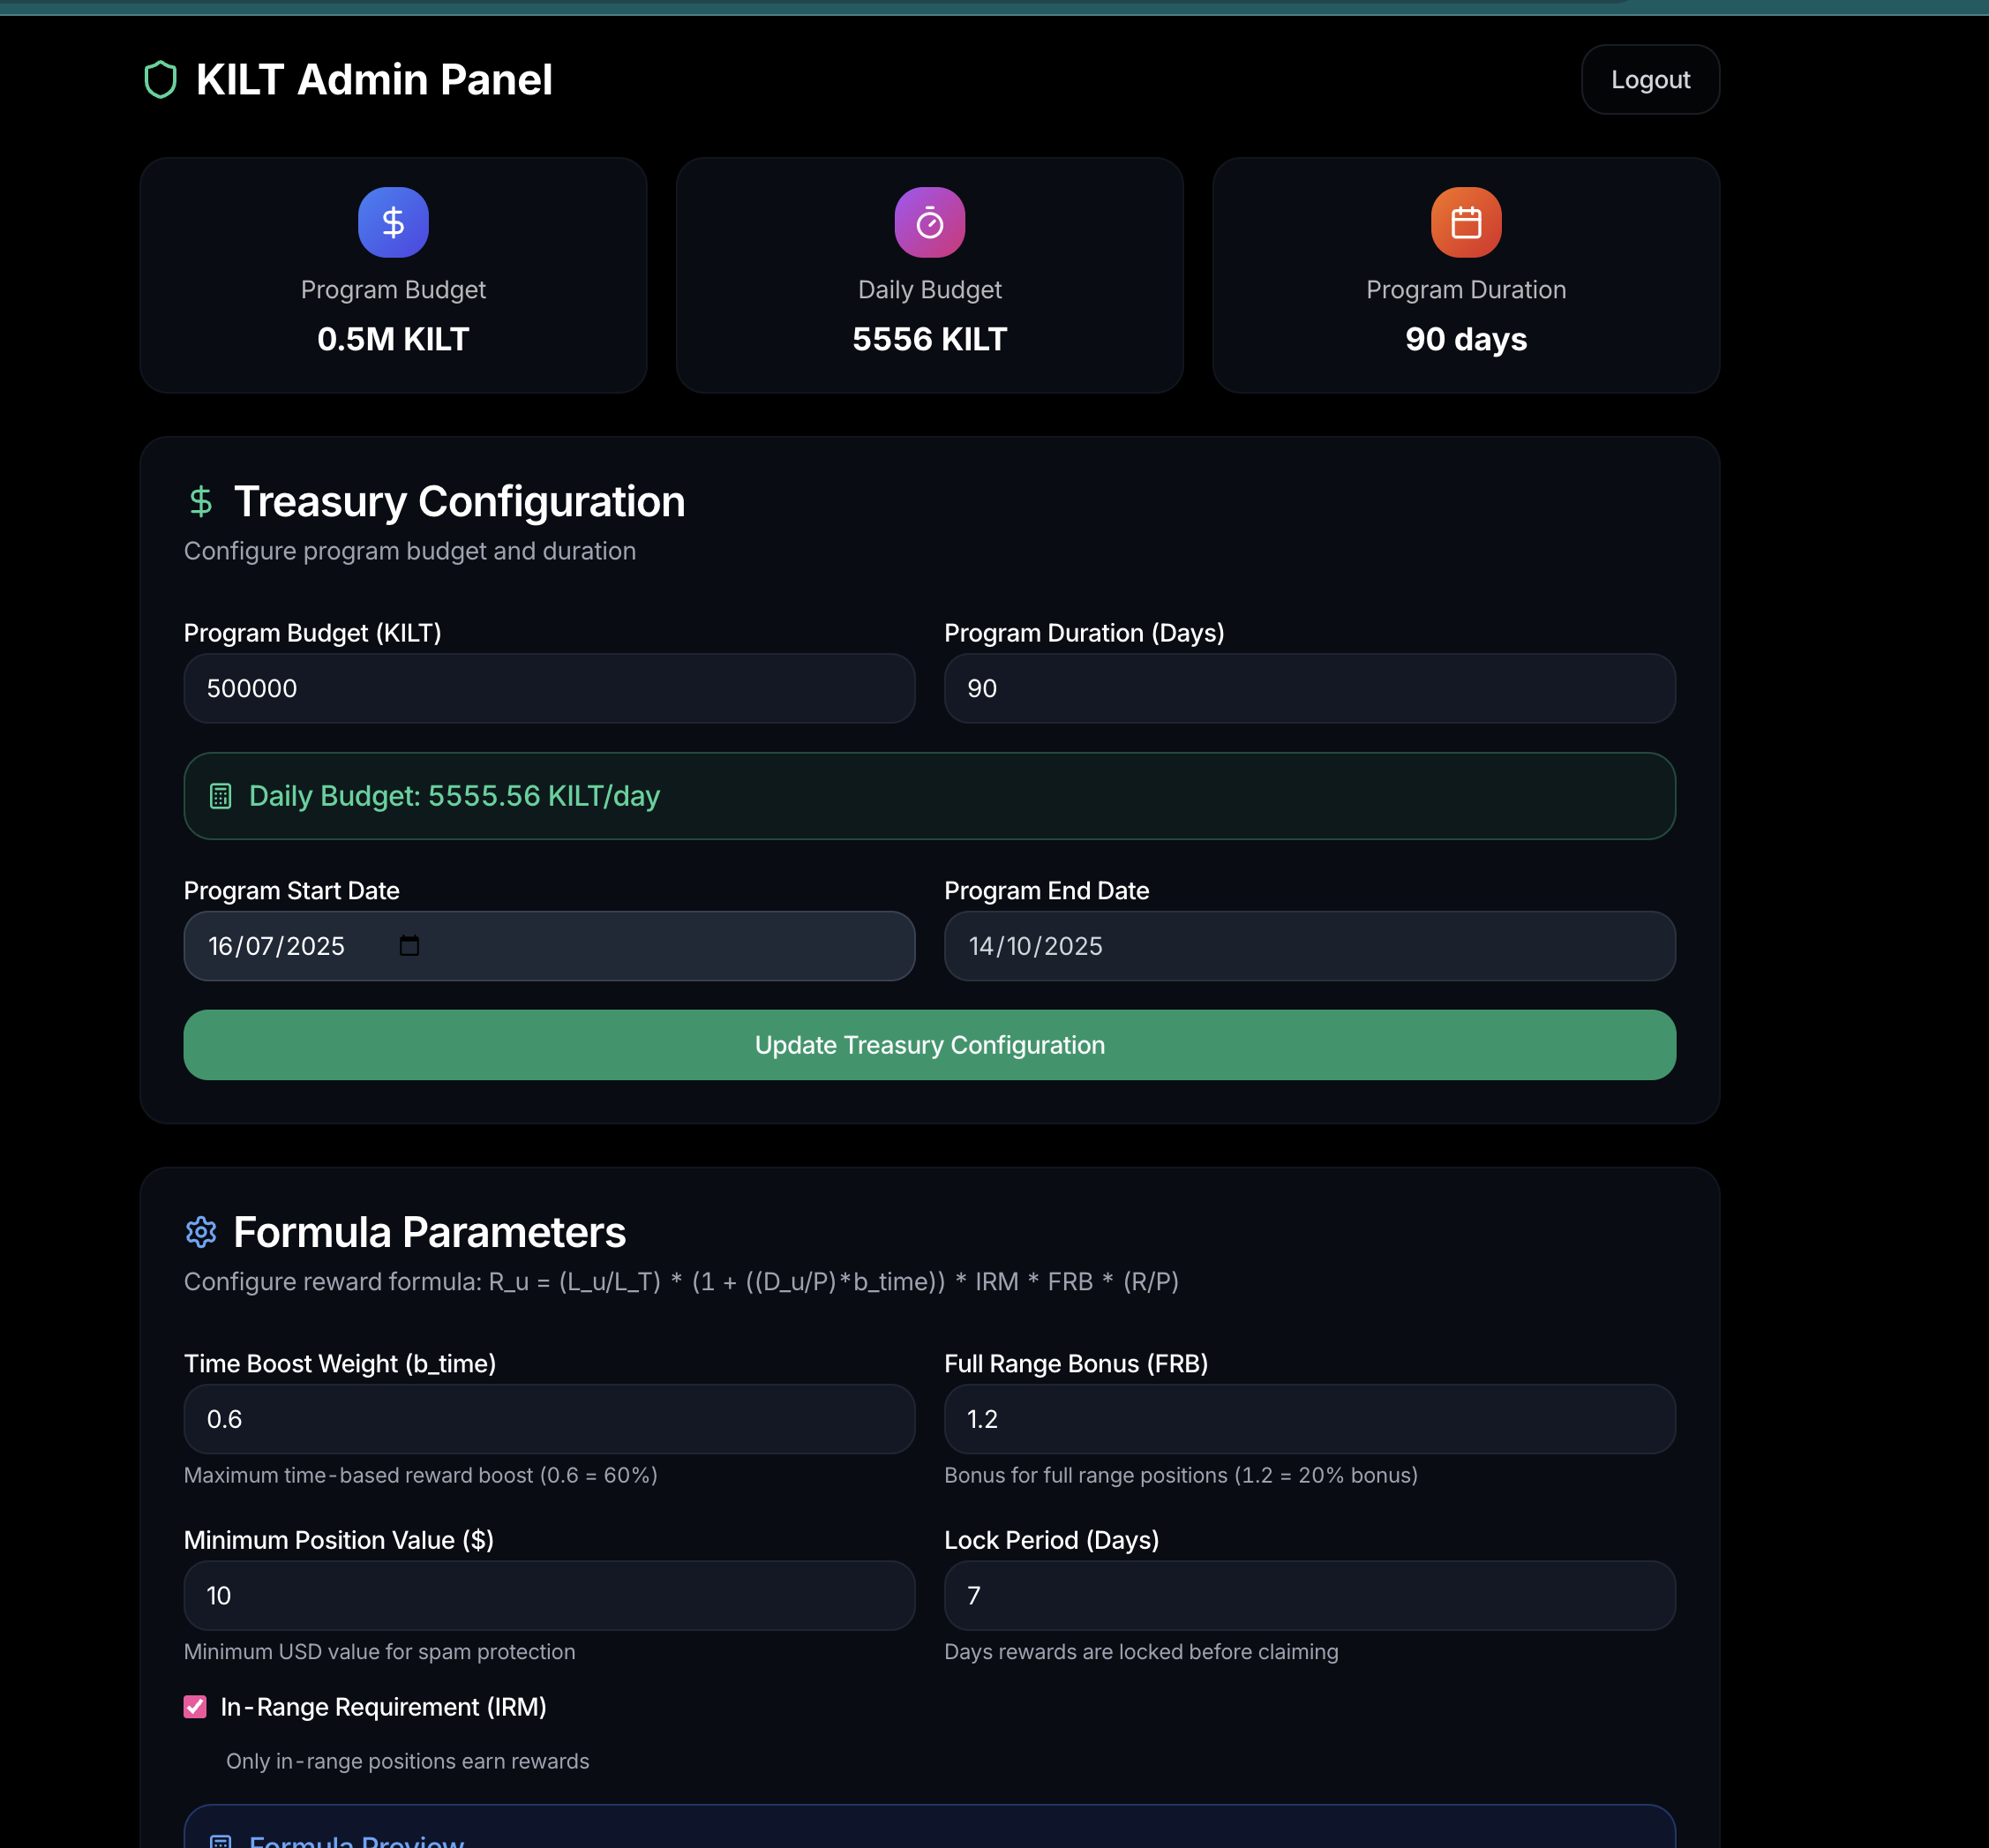 KILT Admin Panel
Logout
Program Budget
0.5M KILT
Daily Budget
5556 KILT
Program Duration
90 days
Treasury Configuration
Configure program budget and duration
Program Budget (KILT)
500000
Program Duration (Days)
90
Daily Budget: 5555.56 KILT/day
Program Start Date
16/07/2025
Program End Date
14/10/2025
Update Treasury Configuration
Formula Parameters
Configure reward formula: R_u = (L_u/L_T) * (1 + ((D_u/P)*b_time)) * IRM * FRB * (R/P)
Time Boost Weight (b_time)
0.6
Maximum time-based reward boost (0.6 = 60%)
Full Range Bonus (FRB)
1.2
Bonus for full range positions (1.2 = 20% bonus)
Minimum Position Value ($)
10
Minimum USD value for spam protection
Lock Period (Days)
7
Days rewards are locked before claiming
In-Range Requirement (IRM)
Only in-range positions earn rewards
Formula Preview